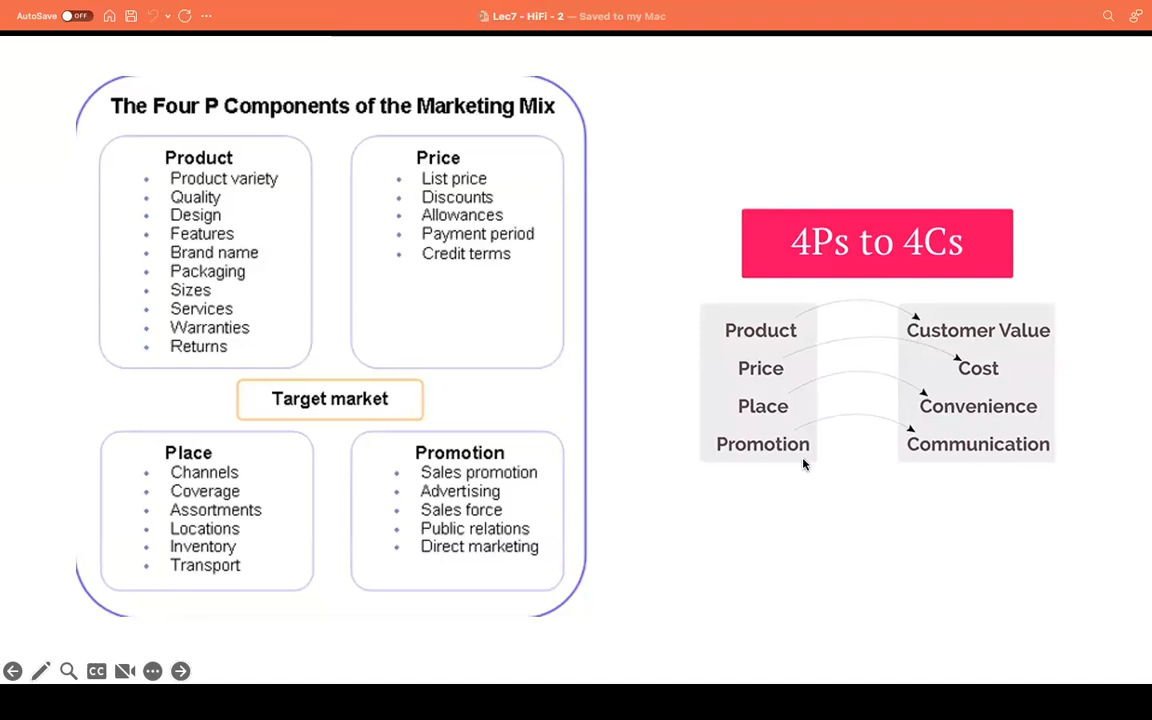 AutoSave OFF
Lec7 - HiFi - 2 — Saved to my Mac
The Four P Components of the Marketing Mix
Product
Product variety
Quality
Design
Features
Brand name
Packaging
Sizes
Services
Warranties
Returns
Price
List price
Discounts
Allowances
Payment period
Credit terms
Target market
Place
Channels
Coverage
Assortments
Locations
Inventory
Transport
Promotion
Sales promotion
Advertising
Sales force
Public relations
Direct marketing
4Ps to 4Cs
Product Customer Value
Price Cost
Place Convenience
Promotion Communication
CC